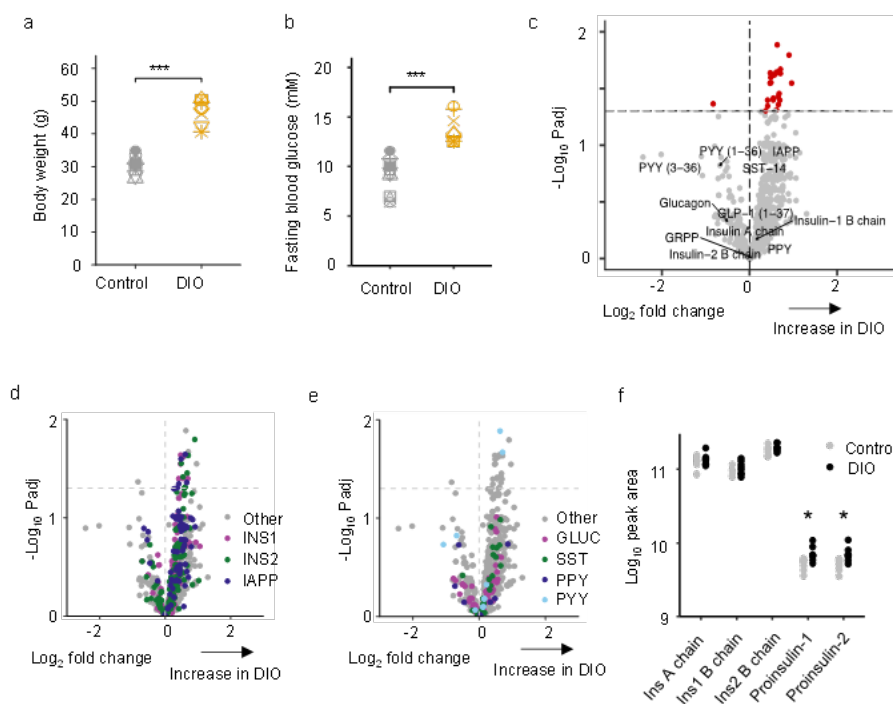 a
Body weight (g)
60
50
40
30
20
10
0
***
Control
DIO
b
Fasting blood glucose (mM)
20
15
10
5
0
***
Control
DIO
c
-Log10 Padj
2
1
0
PYY (1–36)
IAPP
PYY (3–36)
SST–14
Glucagon
GLP–1 (1–37)
Insulin–1 B chain
Insulin A chain
GRPP
PPY
Insulin–2 B chain
-2
0
2
Log2 fold change
Increase in DIO
d
-Log10 Padj
2
1
0
Other
INS1
INS2
IAPP
-2
0
2
Log2 fold change
Increase in DIO
e
-Log10 Padj
2
1
0
Other
GLUC
SST
PPY
PYY
-2
0
2
Log2 fold change
Increase in DIO
f
Log10 peak area
11
10
9
Control
DIO
*
*
Ins A chain
Ins1 B chain
Ins2 B chain
Proinsulin-1
Proinsulin-2